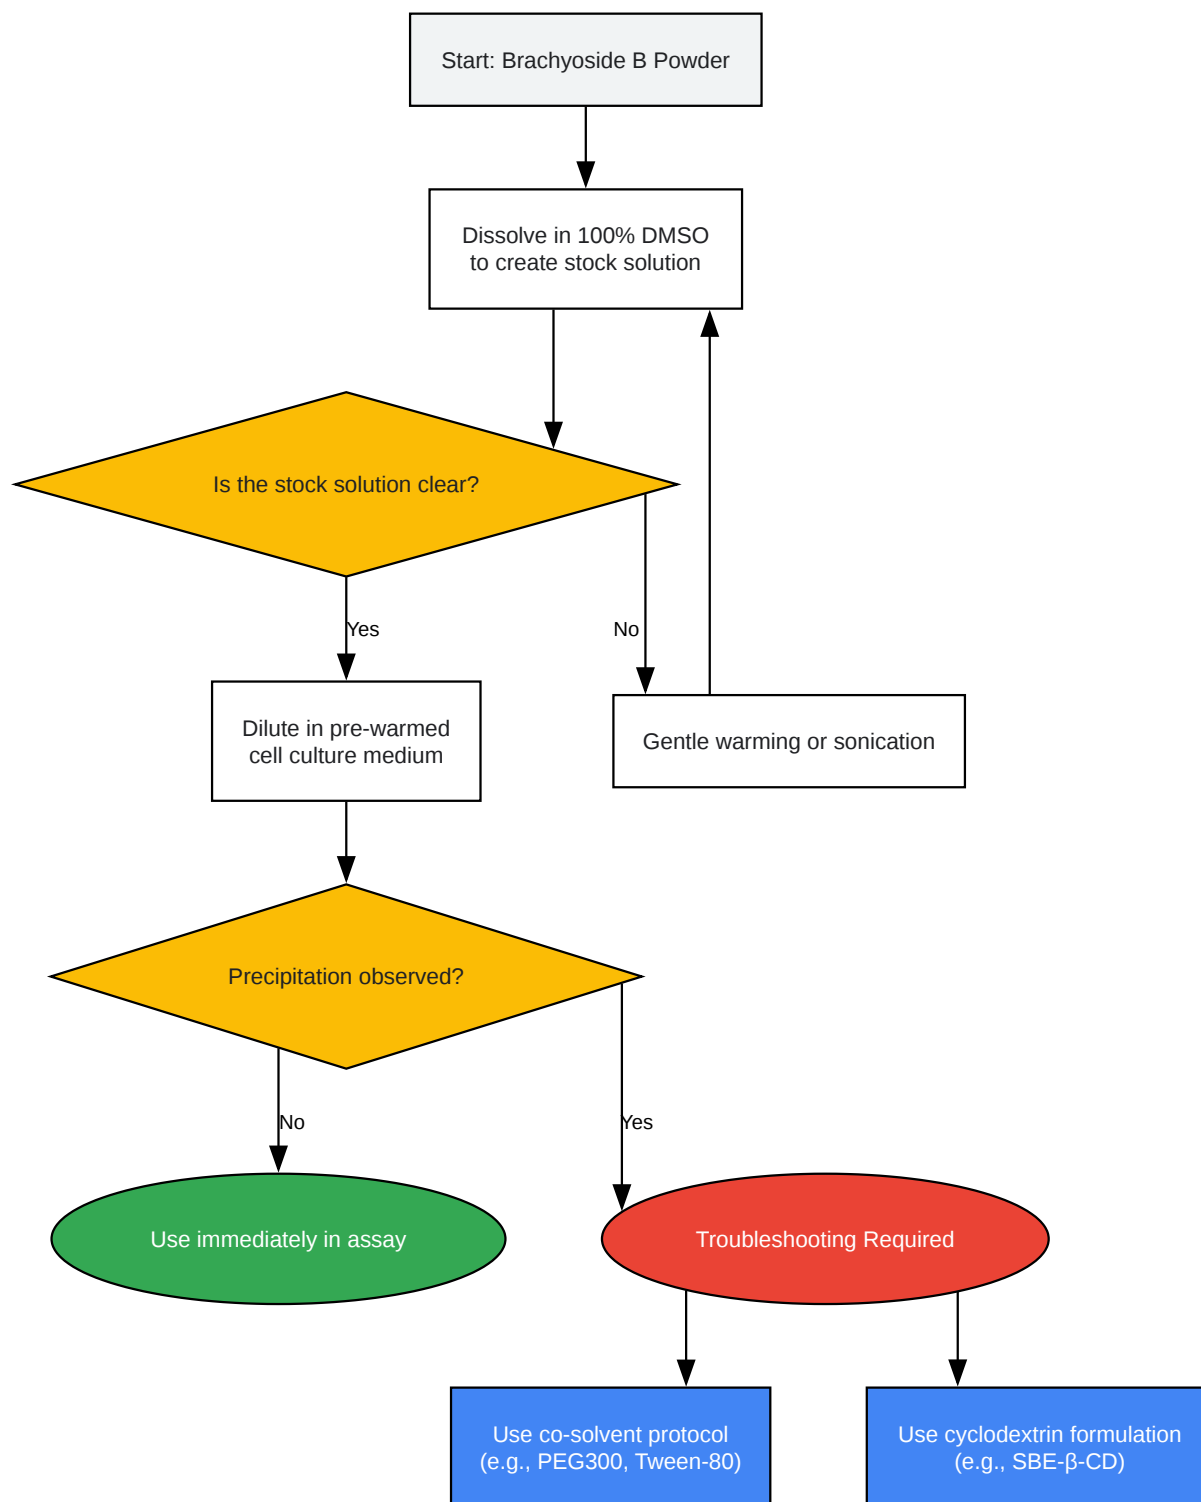 Start: Brachyoside B Powder
Dissolve in 100% DMSO
to create stock solution
Is the stock solution clear?
Yes
No
Dilute in pre-warmed
cell culture medium
Gentle warming or sonication
Precipitation observed?
No
Yes
Use immediately in assay
Troubleshooting Required
Use co-solvent protocol
(e.g., PEG300, Tween-80)
Use cyclodextrin formulation
(e.g., SBE-β-CD)